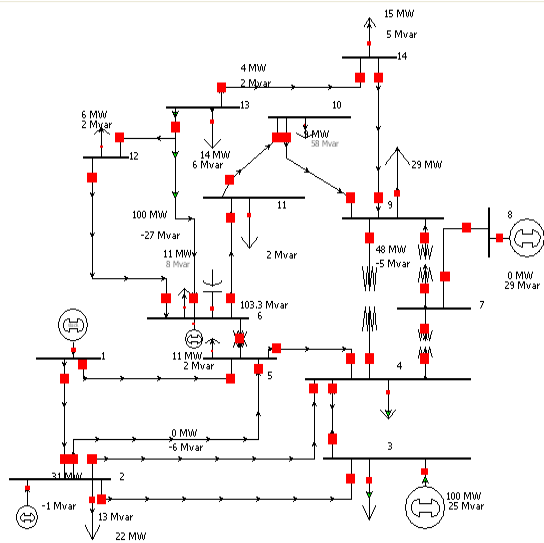 15 MW
5 Mvar
14
4 MW
2 Mvar
13
10
6 MW
2 Mvar
8 MW
58 Mvar
12
14 MW
6 Mvar
29 MW
11
9
8
100 MW
-27 Mvar
48 MW
-5 Mvar
2 Mvar
11 MW
8 Mvar
0 MW
29 Mvar
103.3 Mvar
6
7
11 MW
2 Mvar
1
5
4
0 MW
-6 Mvar
3
31 MW
2
-1 Mvar
13 Mvar
22 MW
100 MW
25 Mvar